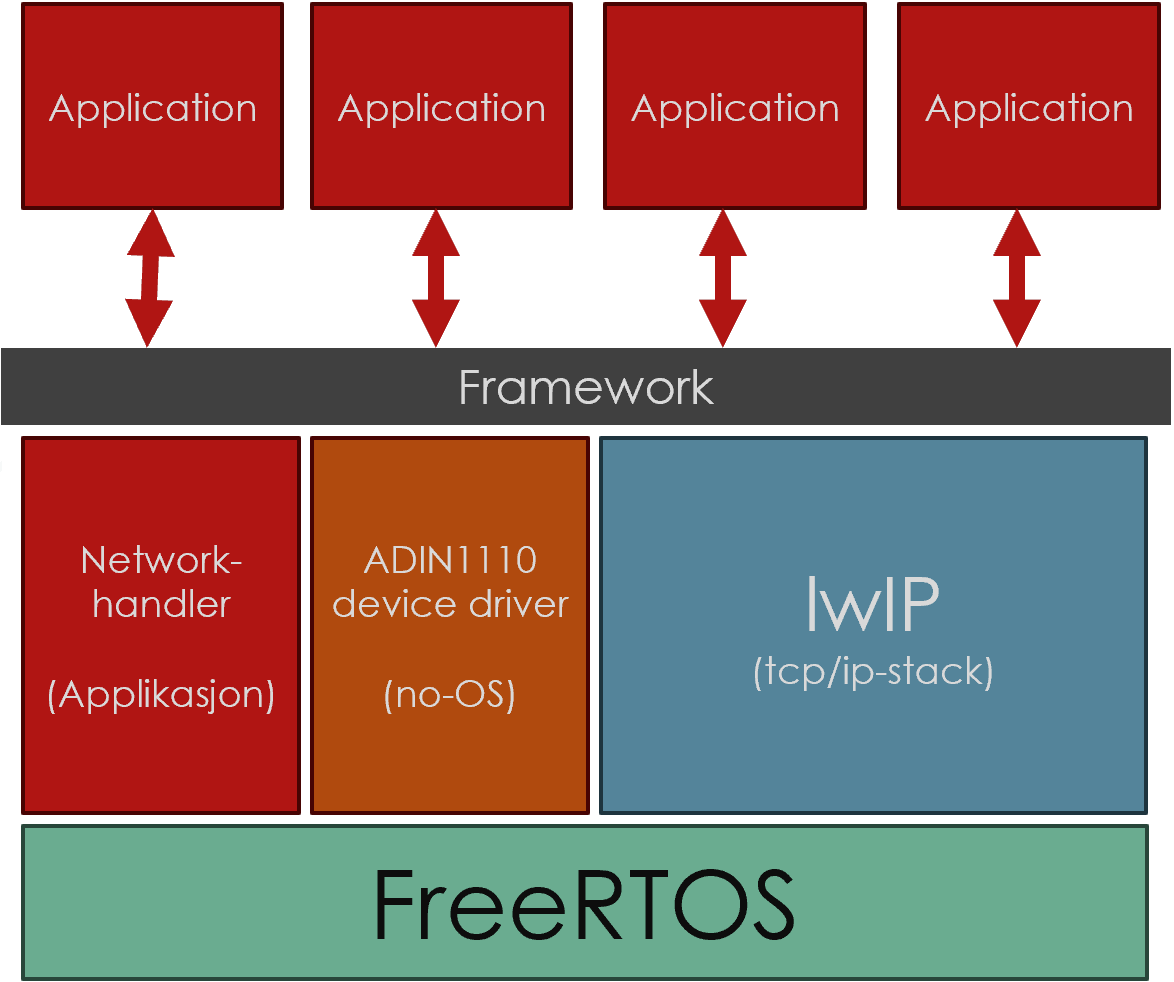 Application
Application
Application
Application
Framework
Network-
handler
(Applikasjon)
ADIN1110
device driver
(no-OS)
lwIP
(tcp/ip-stack)
FreeRTOS